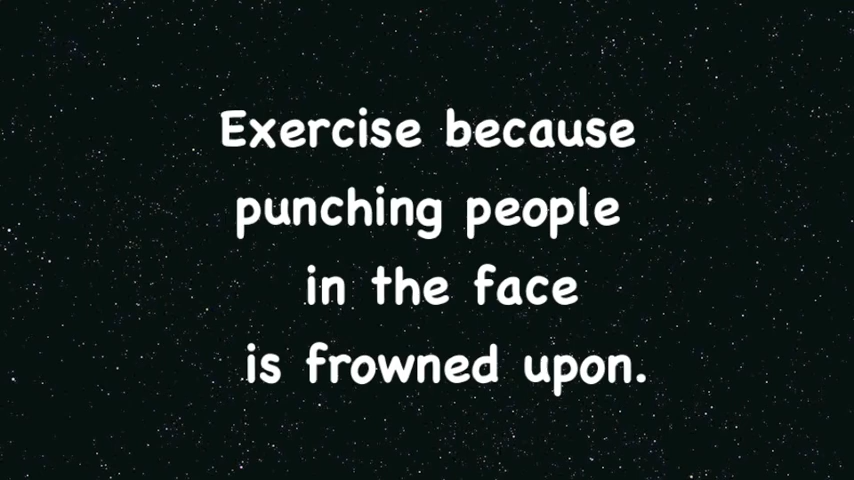 Exercise because
punching people
in the face
is frowned upon.